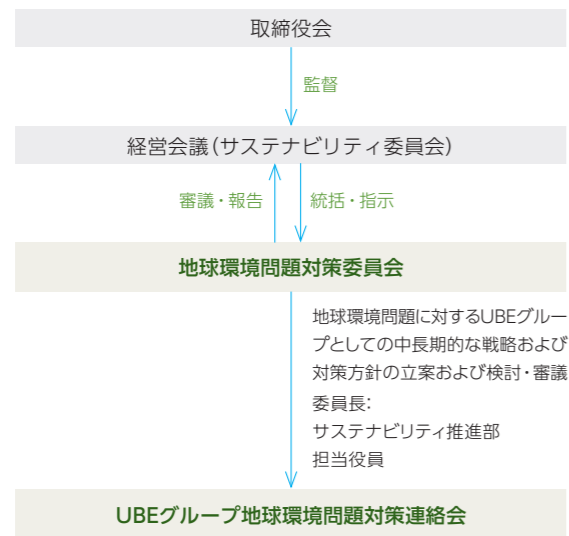 取締役会
監督
経営会議(サステナビリティ委員会)
審議・報告
統括・指示
地球環境問題対策委員会
地球環境問題に対するUBEグルー
プとしての中長期的な戦略および
対策方針の立案および検討・審議
委員長:
サステナビリティ推進部
担当役員
UBEグループ地球環境問題対策連絡会